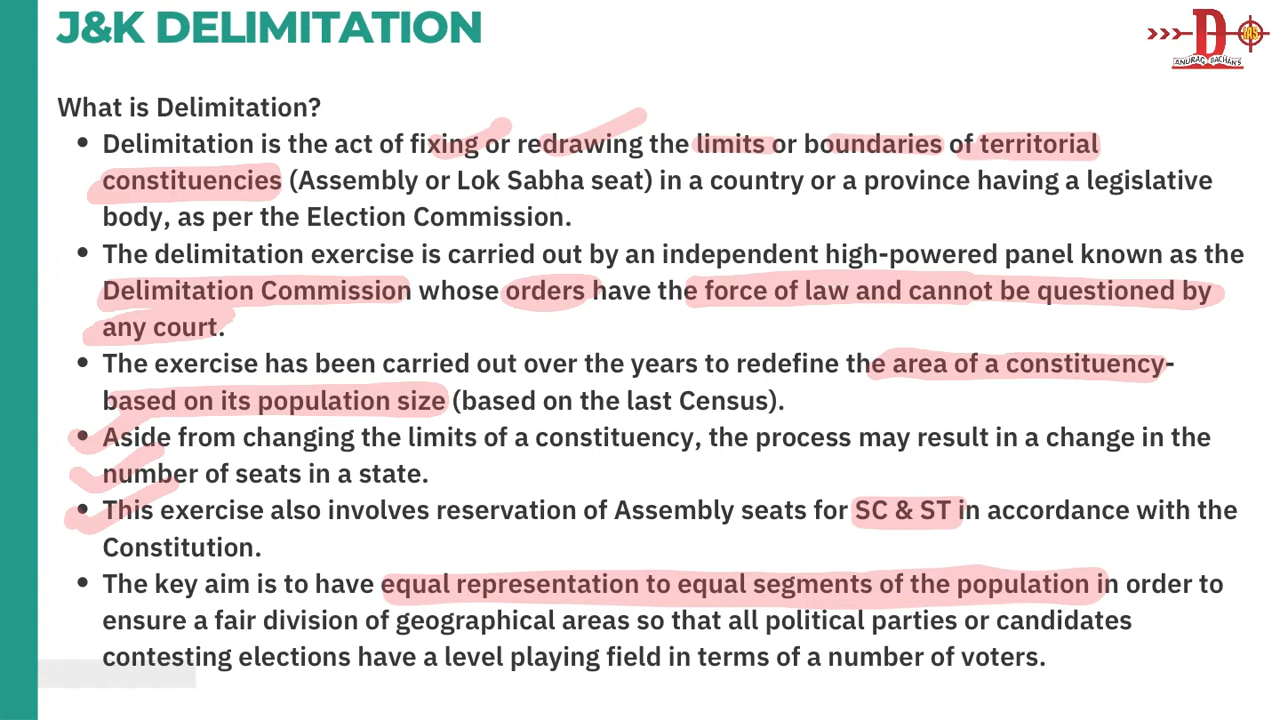 J&K DELIMITATION
D
IAS
ANURAG BACHAN'S
What is Delimitation?
• Delimitation is the act of fixing or redrawing the limits or boundaries of territorial
constituencies (Assembly or Lok Sabha seat) in a country or a province having a legislative
body, as per the Election Commission.
• The delimitation exercise is carried out by an independent high-powered panel known as the
Delimitation Commission whose orders have the force of law and cannot be questioned by
any court.
• The exercise has been carried out over the years to redefine the area of a constituency-
based on its population size (based on the last Census).
• Aside from changing the limits of a constituency, the process may result in a change in the
number of seats in a state.
• This exercise also involves reservation of Assembly seats for SC & ST in accordance with the
Constitution.
• The key aim is to have equal representation to equal segments of the population in order to
ensure a fair division of geographical areas so that all political parties or candidates
contesting elections have a level playing field in terms of a number of voters.